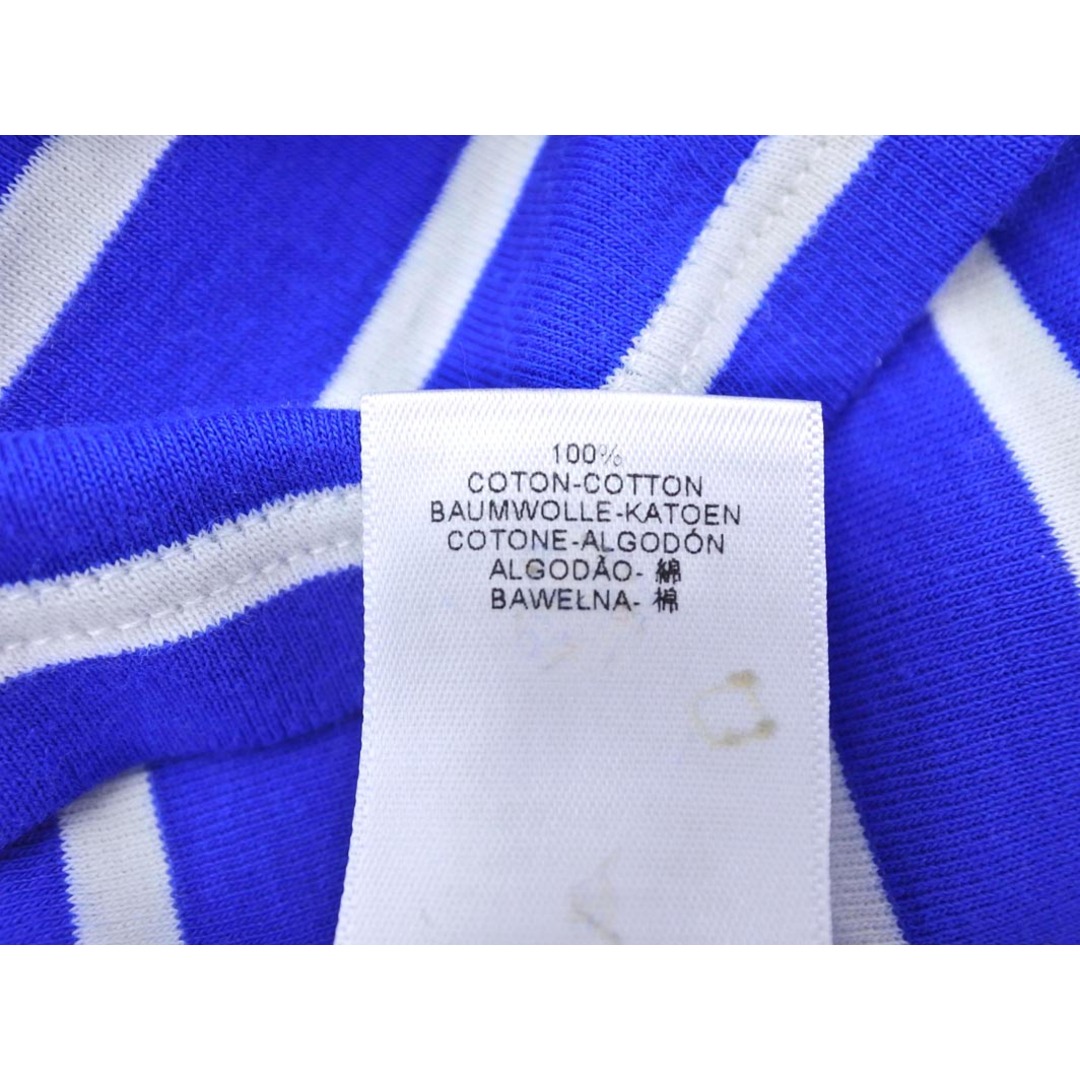 100%
COTON-COTTON
BAUMWOLLE-KATOEN
COTONE-ALGODÓN
ALGODÃO- 綿
BAWEŁNA- 棉